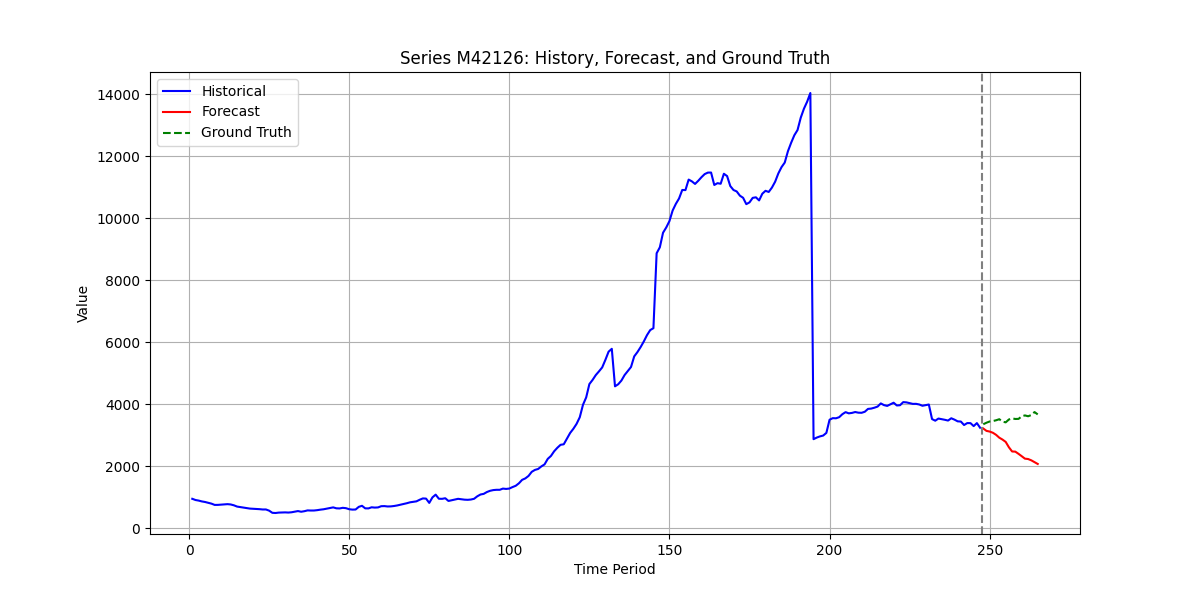 Series M42126: History, Forecast, and Ground Truth
Historical
Forecast
Ground Truth
14000
12000
10000
8000
6000
4000
2000
0
Value
0 50 100 150 200 250
Time Period